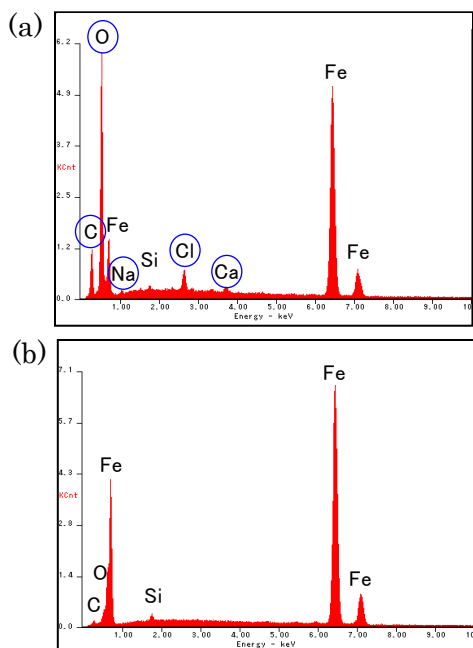 (a)
6.2
4.9
3.7
KCnt
2.5
1.2
0.0
O
C
Fe
Na
Si
Cl
Ca
Fe
Fe
1.00 2.00 3.00 4.00 5.00 6.00 7.00 8.00 9.00 10
Energy - keV
(b)
7.1
5.7
4.3
KCnt
2.8
1.4
0.0
Fe
O
C
Si
Fe
Fe
1.00 2.00 3.00 4.00 5.00 6.00 7.00 8.00 9.00 10.
Energy - keV